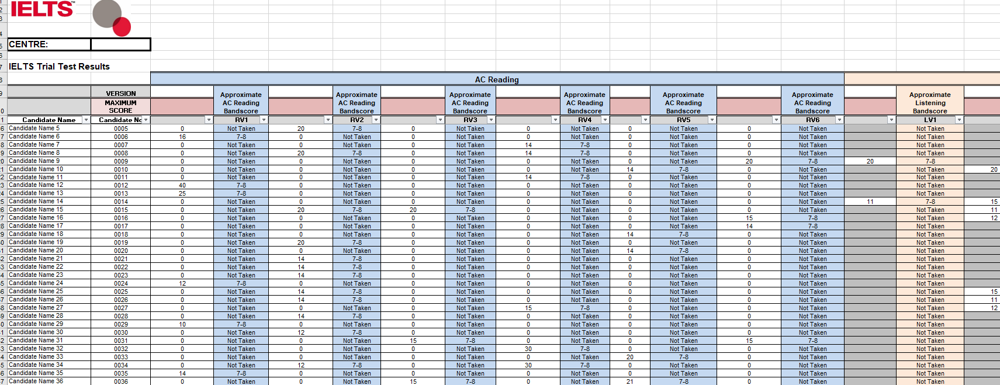 IELTS™
CENTRE:
IELTS Trial Test Results
AC Reading
VERSION
MAXIMUM SCORE
Approximate AC Reading Bandscore
Approximate AC Reading Bandscore
Approximate AC Reading Bandscore
Approximate AC Reading Bandscore
Approximate AC Reading Bandscore
Approximate AC Reading Bandscore
Approximate Listening Bandscore
Candidate Name Candidate Nc RV1 RV2 RV3 RV4 RV5 RV6 LV1
Candidate Name 5 0005 0 Not Taken 20 7-8 0 Not Taken 0 Not Taken 0 Not Taken 0 Not Taken Not Taken
Candidate Name 6 0006 16 7-8 0 Not Taken 0 Not Taken 0 Not Taken 0 Not Taken 0 Not Taken Not Taken
Candidate Name 7 0007 0 Not Taken 0 Not Taken 0 Not Taken 14 7-8 0 Not Taken 0 Not Taken Not Taken
Candidate Name 8 0008 0 Not Taken 20 7-8 0 Not Taken 14 7-8 0 Not Taken 0 Not Taken Not Taken
Candidate Name 9 0009 0 Not Taken 0 Not Taken 0 Not Taken 0 Not Taken 0 Not Taken 20 7-8 20 7-8
Candidate Name 10 0010 0 Not Taken 0 Not Taken 0 Not Taken 0 Not Taken 14 7-8 0 Not Taken Not Taken 20
Candidate Name 11 0011 0 Not Taken 0 Not Taken 0 Not Taken 14 7-8 0 Not Taken 0 Not Taken Not Taken
Candidate Name 12 0012 40 7-8 0 Not Taken 0 Not Taken 0 Not Taken 0 Not Taken 0 Not Taken Not Taken
Candidate Name 13 0013 25 7-8 0 Not Taken 0 Not Taken 0 Not Taken 0 Not Taken 0 Not Taken Not Taken
Candidate Name 14 0014 0 Not Taken 0 Not Taken 0 Not Taken 0 Not Taken 0 Not Taken 0 Not Taken 11 7-8 15
Candidate Name 15 0015 0 Not Taken 20 7-8 20 7-8 0 Not Taken 0 Not Taken 0 Not Taken Not Taken 11
Candidate Name 16 0016 0 Not Taken 0 Not Taken 0 Not Taken 0 Not Taken 0 Not Taken 15 7-8 Not Taken 12
Candidate Name 17 0017 0 Not Taken 0 Not Taken 0 Not Taken 0 Not Taken 0 Not Taken 14 7-8 Not Taken
Candidate Name 18 0018 0 Not Taken 0 Not Taken 0 Not Taken 0 Not Taken 14 7-8 0 Not Taken Not Taken
Candidate Name 19 0019 0 Not Taken 20 7-8 0 Not Taken 0 Not Taken 0 Not Taken 0 Not Taken Not Taken
Candidate Name 20 0020 0 Not Taken 0 Not Taken 0 Not Taken 0 Not Taken 14 7-8 0 Not Taken Not Taken
Candidate Name 21 0021 0 Not Taken 14 7-8 0 Not Taken 0 Not Taken 0 Not Taken 0 Not Taken Not Taken
Candidate Name 22 0022 0 Not Taken 14 7-8 0 Not Taken 0 Not Taken 0 Not Taken 0 Not Taken Not Taken
Candidate Name 23 0023 0 Not Taken 14 7-8 0 Not Taken 0 Not Taken 0 Not Taken 0 Not Taken Not Taken
Candidate Name 24 0024 12 7-8 0 Not Taken 0 Not Taken 0 Not Taken 0 Not Taken 0 Not Taken Not Taken
Candidate Name 25 0025 0 Not Taken 14 7-8 0 Not Taken 0 Not Taken 0 Not Taken 0 Not Taken Not Taken 15
Candidate Name 26 0026 0 Not Taken 14 7-8 0 Not Taken 0 Not Taken 0 Not Taken 0 Not Taken Not Taken 11
Candidate Name 27 0027 0 Not Taken 0 Not Taken 0 Not Taken 15 7-8 0 Not Taken 0 Not Taken Not Taken 12
Candidate Name 28 0028 0 Not Taken 14 7-8 0 Not Taken 0 Not Taken 0 Not Taken 0 Not Taken Not Taken
Candidate Name 29 0029 10 7-8 0 Not Taken 0 Not Taken 0 Not Taken 0 Not Taken 0 Not Taken Not Taken
Candidate Name 30 0030 0 Not Taken 12 7-8 0 Not Taken 0 Not Taken 0 Not Taken 0 Not Taken Not Taken
Candidate Name 31 0031 0 Not Taken 0 Not Taken 15 7-8 0 Not Taken 0 Not Taken 15 7-8 Not Taken
Candidate Name 32 0032 0 Not Taken 0 Not Taken 0 Not Taken 30 7-8 0 Not Taken 0 Not Taken Not Taken
Candidate Name 33 0033 0 Not Taken 0 Not Taken 0 Not Taken 0 Not Taken 20 7-8 0 Not Taken Not Taken
Candidate Name 34 0034 0 Not Taken 12 7-8 0 Not Taken 30 7-8 0 Not Taken 0 Not Taken Not Taken
Candidate Name 35 0035 14 7-8 0 Not Taken 0 Not Taken 0 Not Taken 0 Not Taken 0 Not Taken Not Taken
Candidate Name 36 0036 0 Not Taken 0 Not Taken 15 7-8 0 Not Taken 21 7-8 0 Not Taken Not Taken